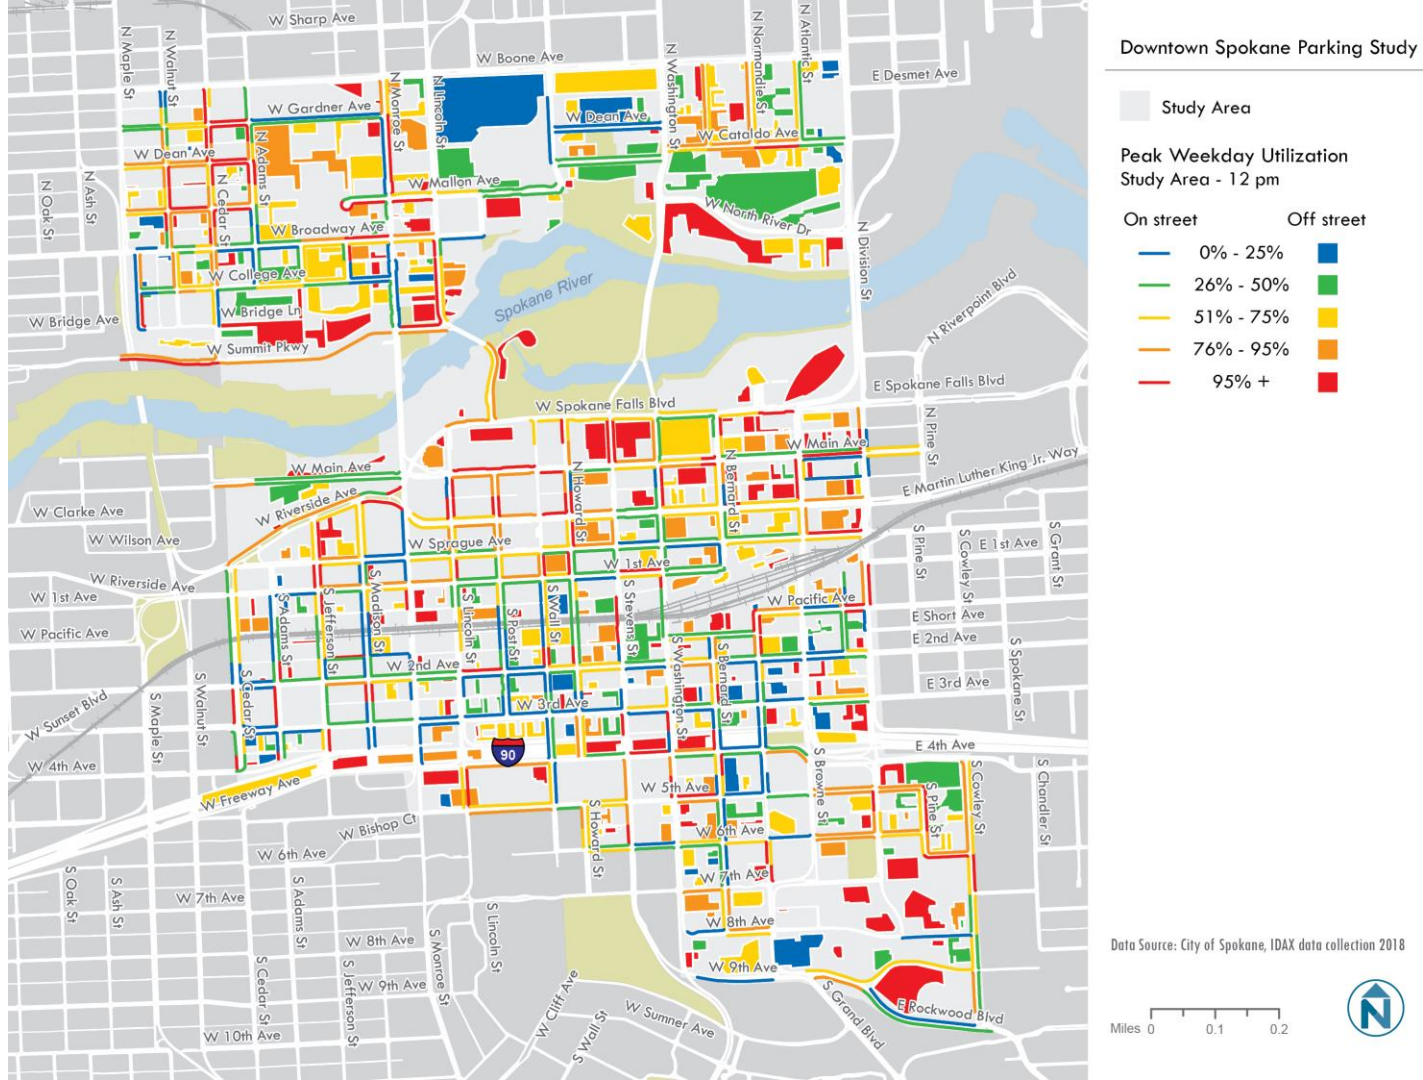 Downtown Spokane Parking Study
Study Area
Peak Weekday Utilization
Study Area - 12 pm
On street
Off street
0% - 25%
26% - 50%
51% - 75%
76% - 95%
95% +
Data Source: City of Spokane, IDAX data collection 2018
Miles 0 0.1 0.2
N
W Sharp Ave
W Boone Ave
E Desmet Ave
N Maple St
N Walnut St
N Monroe St
N Lincoln St
N Washington St
N Normandie St
N Atlantic St
W Gardner Ave
W Dean Ave
W Cataldo Ave
W Dean Ave
N Adams St
W Mallon Ave
N Oak St
N Ash St
N Cedar St
W North River Dr
W Broadway Ave
N Division St
W College Ave
Spokane River
N Riverpoint Blvd
W Bridge Ln
W Bridge Ave
W Summit Pkwy
E Spokane Falls Blvd
W Spokane Falls Blvd
N Pine St
W Main Ave
W Main Ave
N Howard St
N Bernard St
E Martin Luther King Jr. Way
W Riverside Ave
W Clarke Ave
W Wilson Ave
W Sprague Ave
W 1st Ave
S Pine St
S Cowley St
E 1st Ave
S Grant St
W Riverside Ave
W 1st Ave
W Pacific Ave
W Pacific Ave
S Adams St
S Jefferson St
S Madison St
S Lincoln St
S Post St
S Wall St
S Stevens St
E Short Ave
E 2nd Ave
W 2nd Ave
S Washington St
S Bernard St
S Spokane St
E 3rd Ave
W 3rd Ave
W Sunset Blvd
S Maple St
S Walnut St
S Cedar St
90
E 4th Ave
W 4th Ave
W Freeway Ave
W 5th Ave
S Browne St
S Pine St
S Cowley St
S Chandler St
W Bishop Ct
S Howard St
W 6th Ave
W 6th Ave
W 7th Ave
W 7th Ave
S Oak St
S Ash St
S Adams St
W 8th Ave
W 8th Ave
S Lincoln St
S Monroe St
S Cedar St
S Jefferson St
W 9th Ave
W 9th Ave
W Cliff Ave
S Wall St
W Sumner Ave
S Grand Blvd
E Rockwood Blvd
W 10th Ave